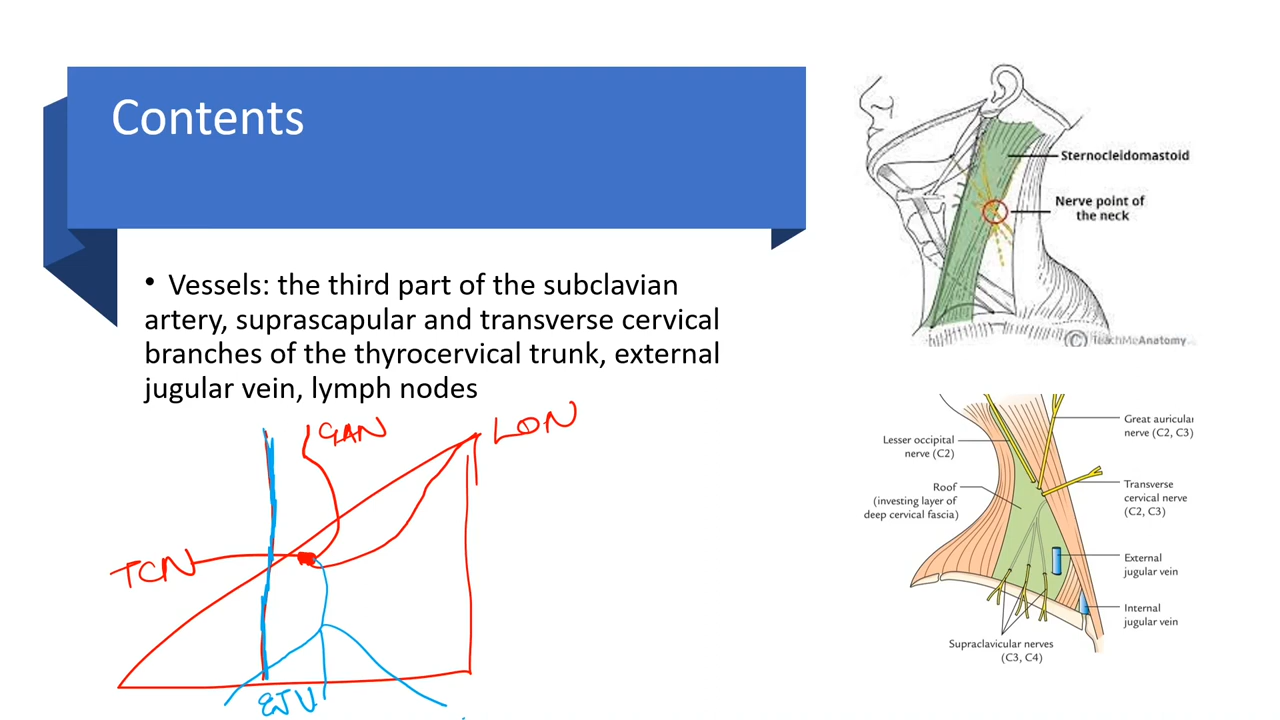 Contents
• Vessels: the third part of the subclavian
artery, suprascapular and transverse cervical
branches of the thyrocervical trunk, external
jugular vein, lymph nodes
GAN
LON
TCN
EJV
Sternocleidomastoid
Nerve point of
the neck
© TeachMeAnatomy
Lesser occipital
nerve (C2)
Roof
(investing layer of
deep cervical fascia)
Great auricular
nerve (C2, C3)
Transverse
cervical nerve
(C2, C3)
External
jugular vein
Internal
jugular vein
Supraclavicular nerves
(C3, C4)